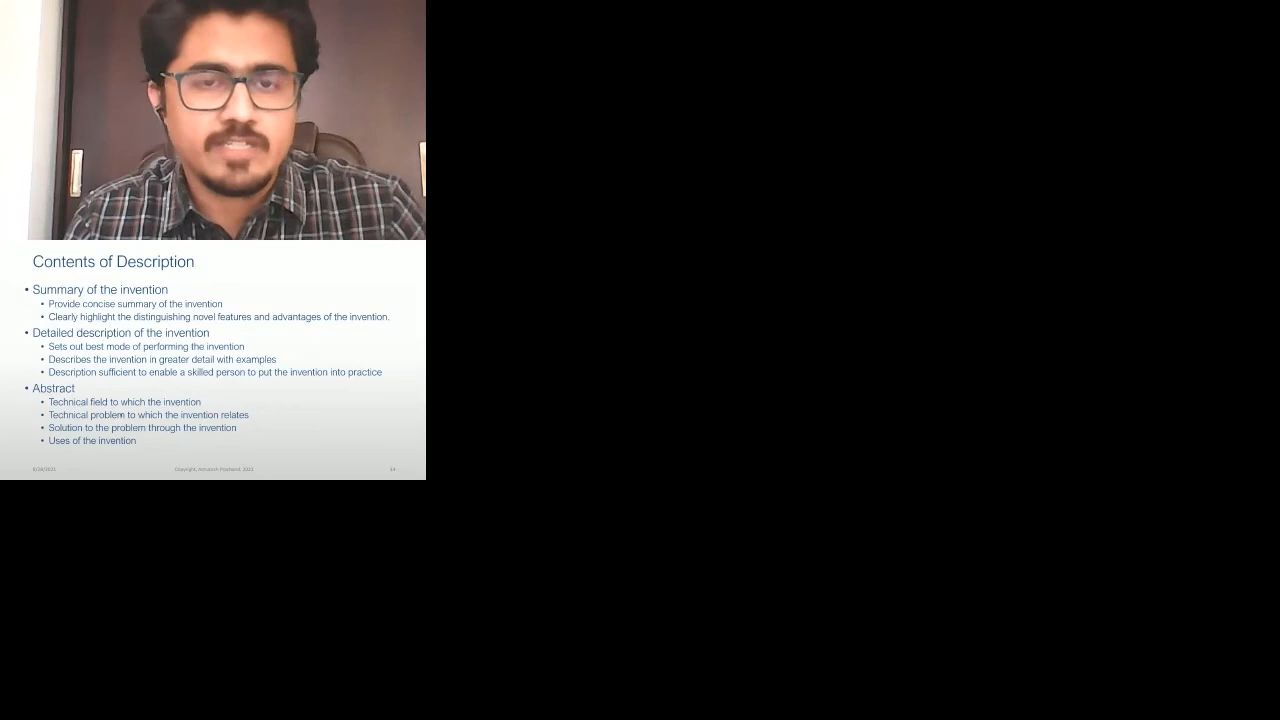 Contents of Description
• Summary of the invention
• Provide concise summary of the invention
• Clearly highlight the distinguishing novel features and advantages of the invention.
• Detailed description of the invention
• Sets out best mode of performing the invention
• Describes the invention in greater detail with examples
• Description sufficient to enable a skilled person to put the invention into practice
• Abstract
• Technical field to which the invention
• Technical problem to which the invention relates
• Solution to the problem through the invention
• Uses of the invention
Copyright,
14